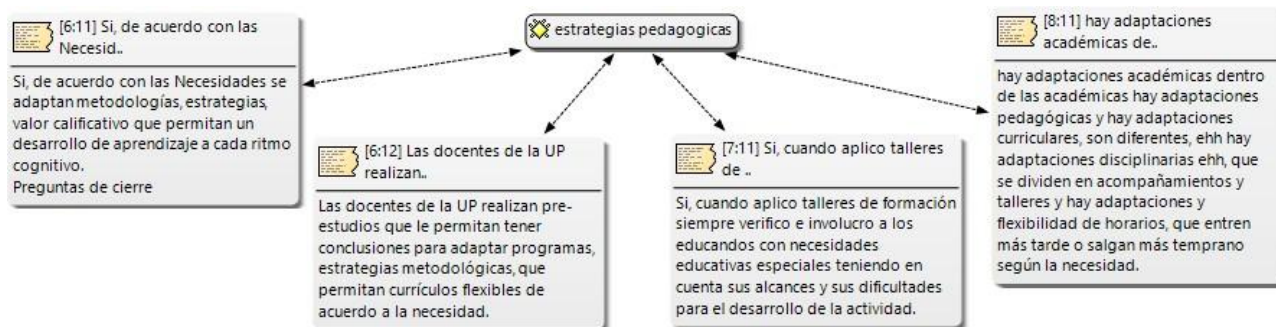 estrategias pedagogicas
[6:11] Si, de acuerdo con las
Necesid..
Si, de acuerdo con las Necesidades se
adaptan metodologías, estrategias,
valor calificativo que permitan un
desarrollo de aprendizaje a cada ritmo
cognitivo.
Preguntas de cierre
[6:12] Las docentes de la UP
realizan..
Las docentes de la UP realizan pre-
estudios que le permitan tener
conclusiones para adaptar programas,
estrategias metodológicas, que
permitan currículos flexibles de
acuerdo a la necesidad.
[7:11] Si, cuando aplico talleres
de ..
Si, cuando aplico talleres de formación
siempre verifico e involucro a los
educandos con necesidades
educativas especiales teniendo en
cuenta sus alcances y sus dificultades
para el desarrollo de la actividad.
[8:11] hay adaptaciones
académicas de..
hay adaptaciones académicas dentro
de las académicas hay adaptaciones
pedagógicas y hay adaptaciones
curriculares, son diferentes, ehh hay
adaptaciones disciplinarias ehh, que
se dividen en acompañamientos y
talleres y hay adaptaciones y
flexibilidad de horarios, que entren
más tarde o salgan más temprano
según la necesidad.